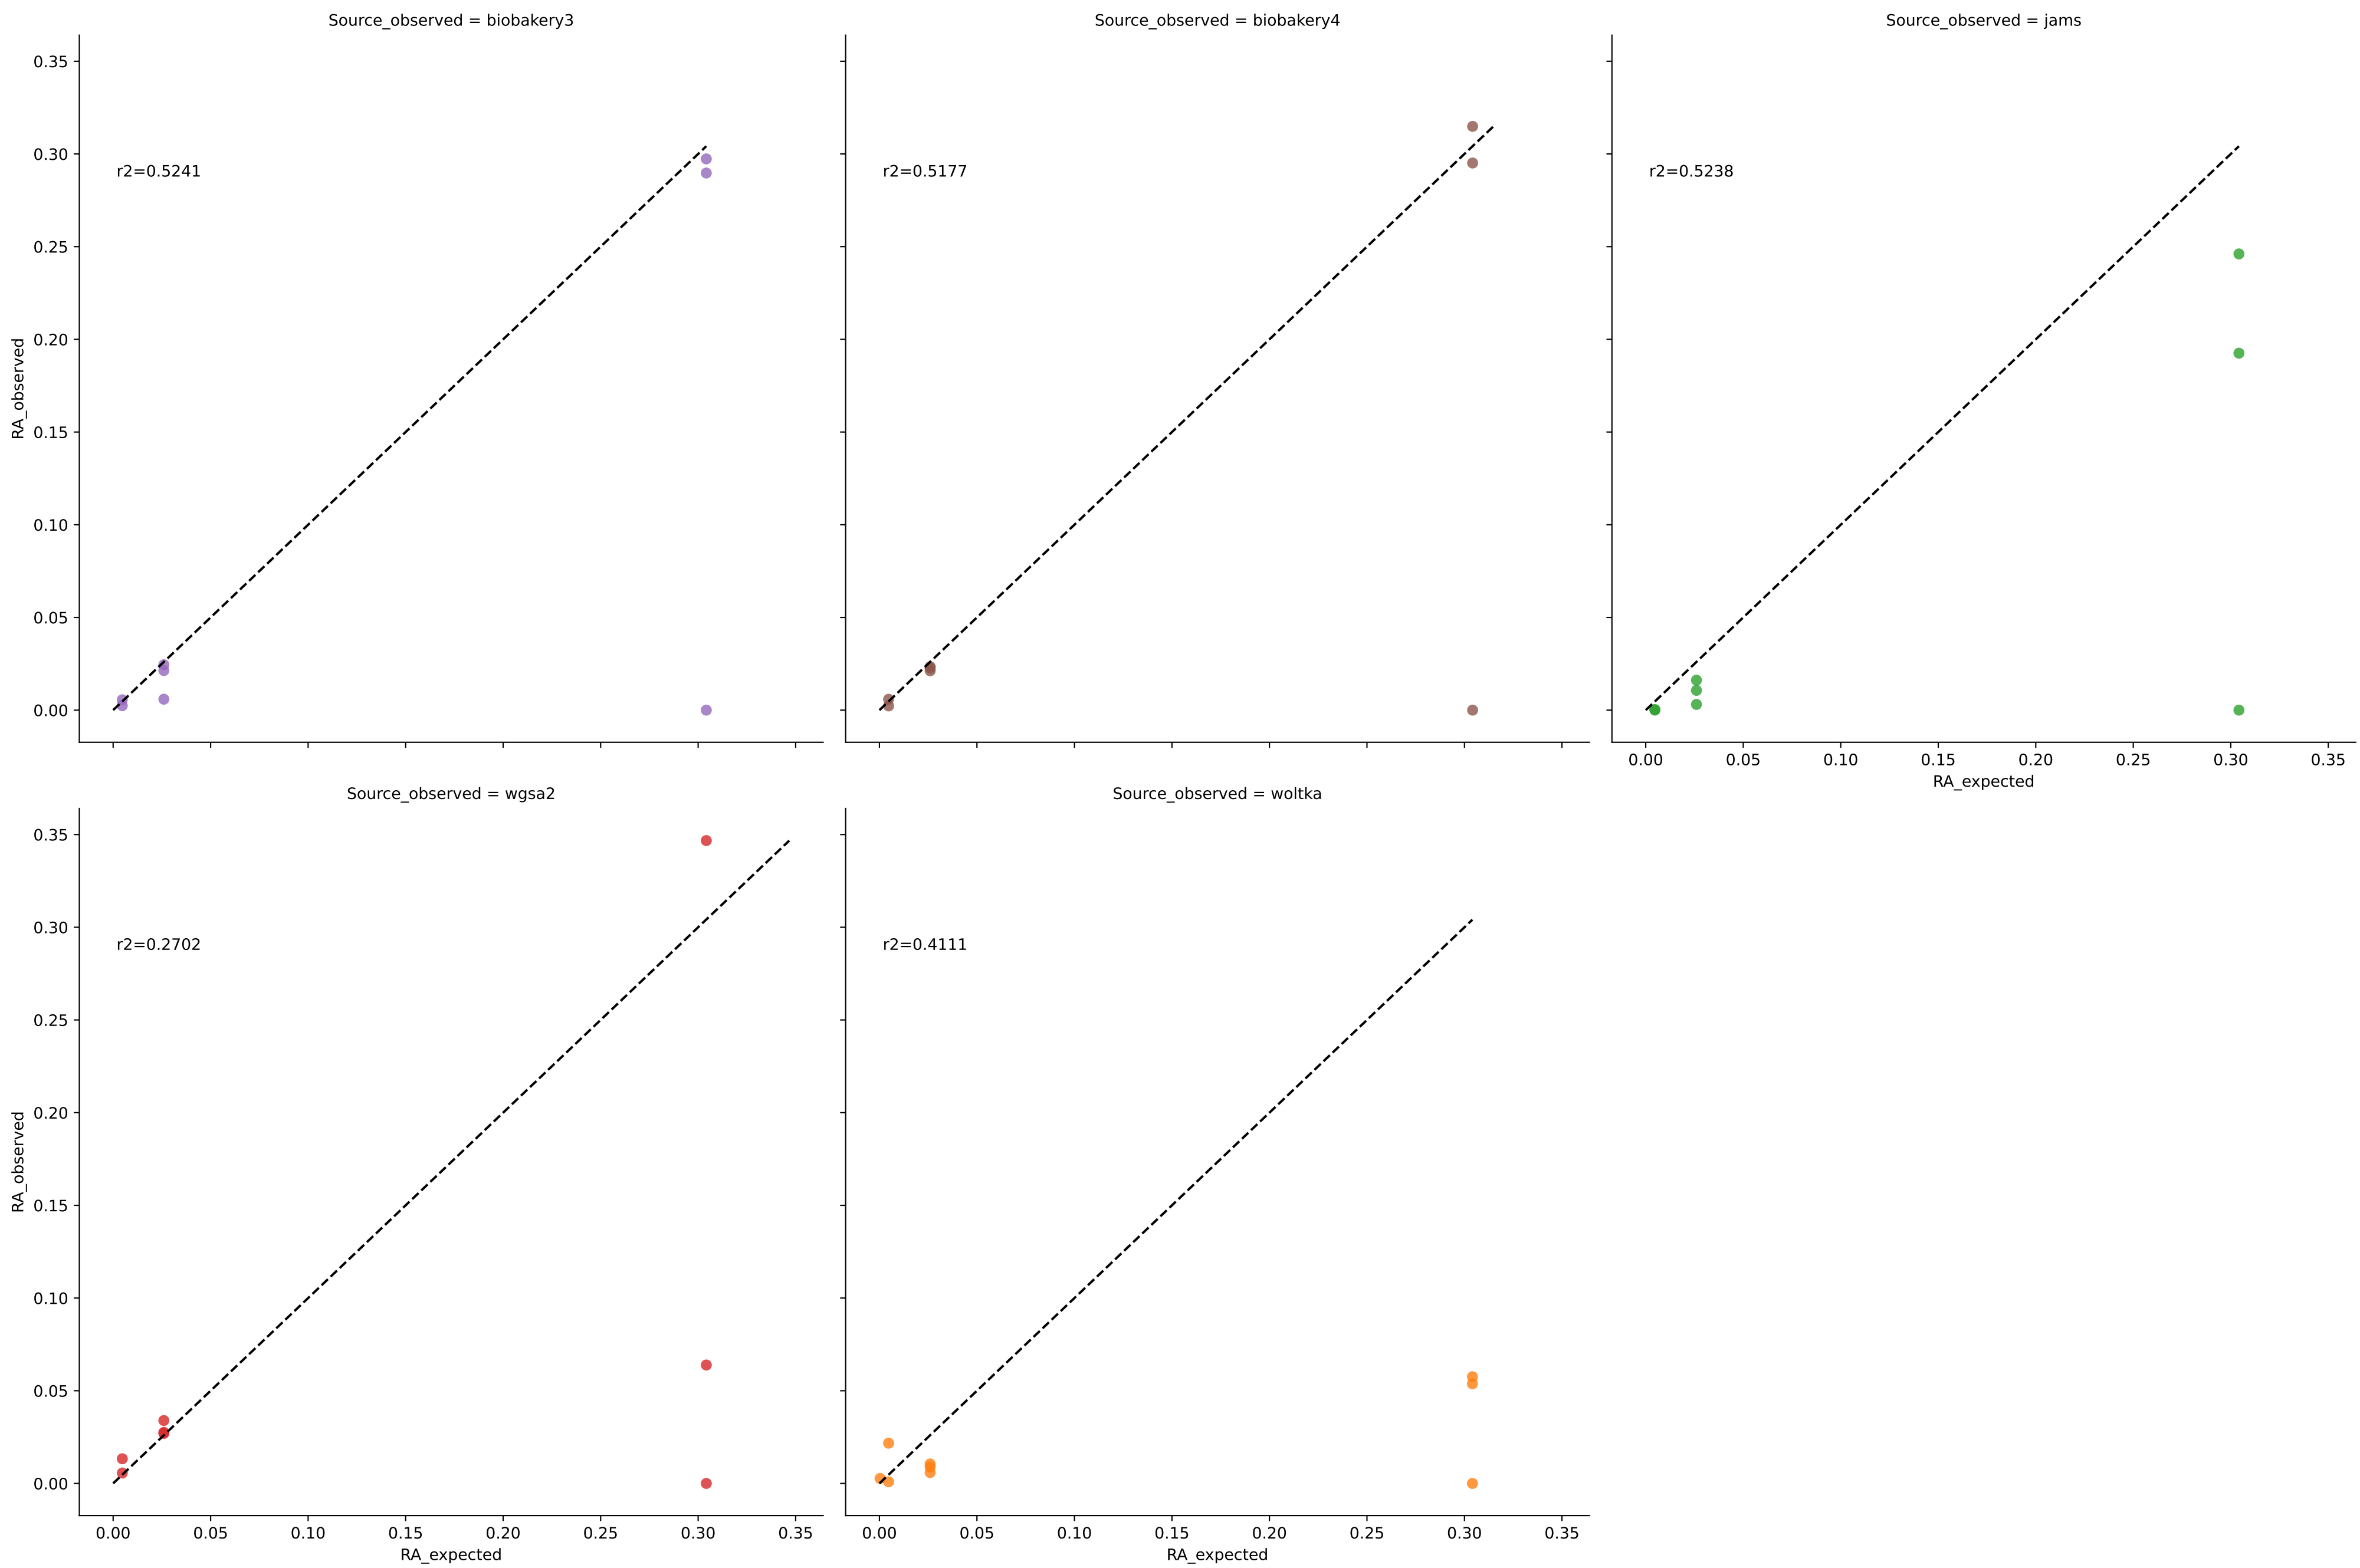 Source_observed = biobakery3
Source_observed = biobakery4
Source_observed = jams
0.35
0.30
0.25
0.20
0.15
0.10
0.05
0.00
RA_observed
r2=0.5241
r2=0.5177
r2=0.5238
0.00 0.05 0.10 0.15 0.20 0.25 0.30 0.35
RA_expected
Source_observed = wgsa2
Source_observed = woltka
0.35
0.30
0.25
0.20
0.15
0.10
0.05
0.00
RA_observed
r2=0.2702
r2=0.4111
0.00 0.05 0.10 0.15 0.20 0.25 0.30 0.35
RA_expected
0.00 0.05 0.10 0.15 0.20 0.25 0.30 0.35
RA_expected